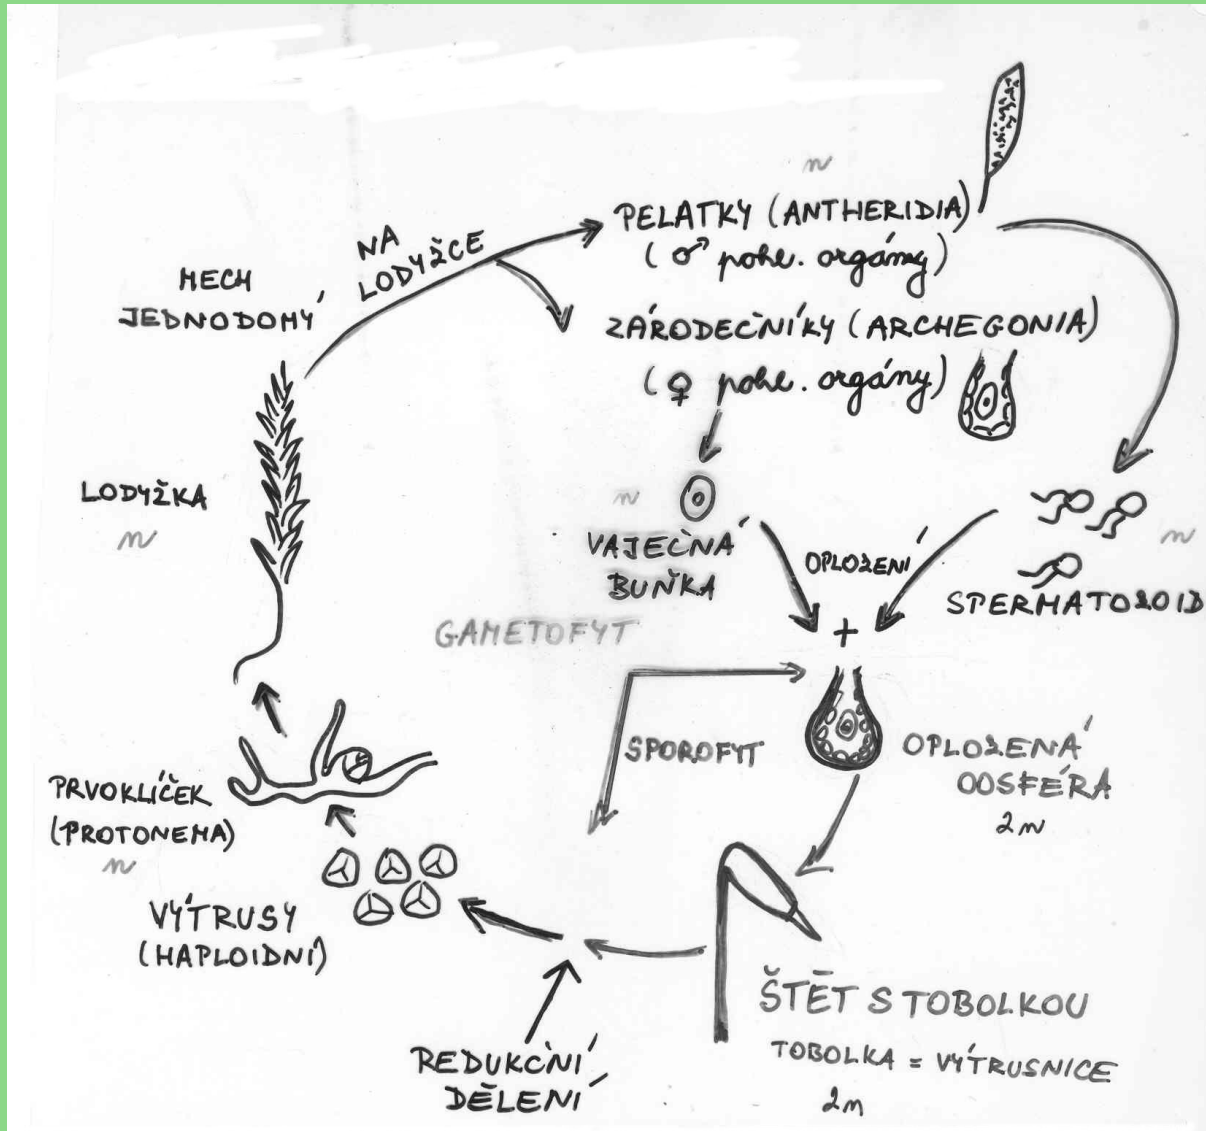 n
PELATKY (ANTHERIDIA)
(♂ pohl. orgány)
NA
LODYŽCE
MECH
JEDNODOMÝ
ZÁRODEČNÍKY (ARCHEGONIA)
(♀ pohl. orgány)
LODYŽKA
n
n
VAJEČNÁ
BUŇKA
OPLOZENÍ
n
SPERMATOZOID
+
GAMETOFYT
SPOROFYT
OPLOZENÁ
OOSFÉRA
2n
PRVOKLÍČEK
(PROTONEMA)
n
VÝTRUSY
(HAPLOIDNÍ)
REDUKČNÍ
DĚLENÍ
ŠTĚT S TOBOLKOU
TOBOLKA = VÝTRUSNICE
2n